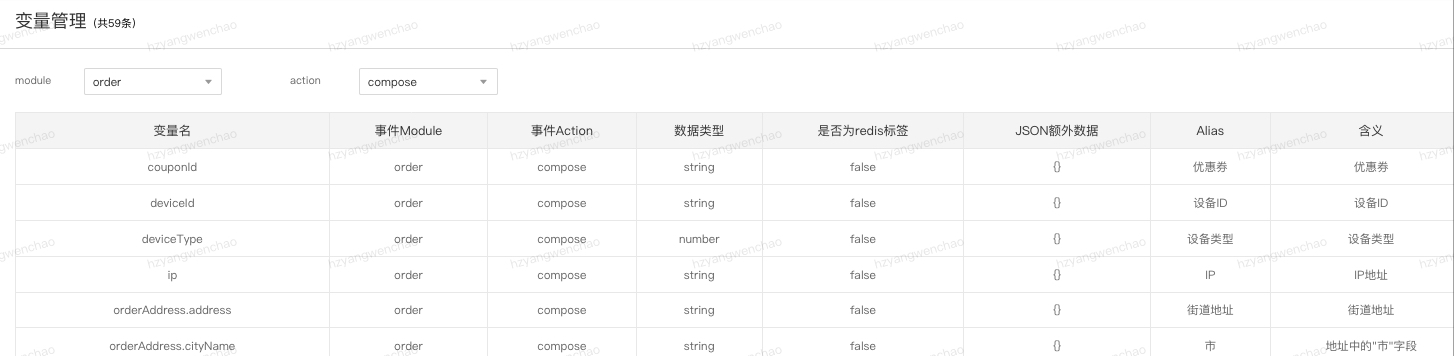 变量管理 (共59条)
module order action compose
变量名 事件Module 事件Action 数据类型 是否为redis标签 JSON额外数据 Alias 含义
couponId order compose string false {} 优惠券 优惠券
deviceId order compose string false {} 设备ID 设备ID
deviceType order compose number false {} 设备类型 设备类型
ip order compose string false {} IP IP地址
orderAddress.address order compose string false {} 街道地址 街道地址
orderAddress.cityName order compose string false {} 市 地址中的"市"字段
hzyangwenchao